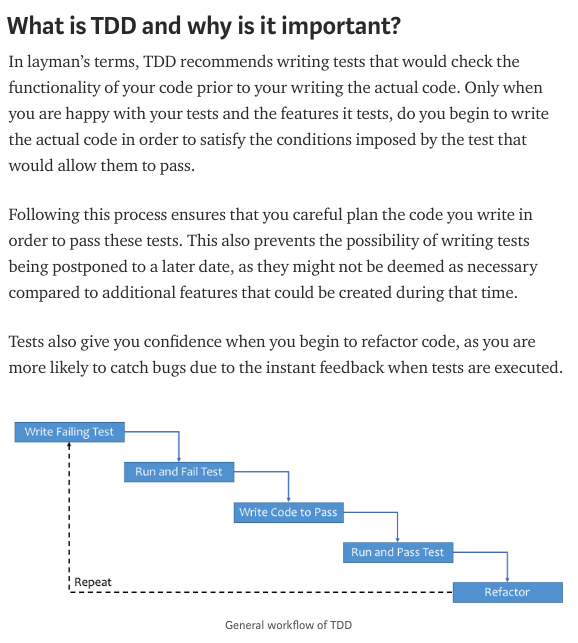 What is TDD and why is it important?
In layman’s terms, TDD recommends writing tests that would check the
functionality of your code prior to your writing the actual code. Only when
you are happy with your tests and the features it tests, do you begin to write
the actual code in order to satisfy the conditions imposed by the test that
would allow them to pass.
Following this process ensures that you careful plan the code you write in
order to pass these tests. This also prevents the possibility of writing tests
being postponed to a later date, as they might not be deemed as necessary
compared to additional features that could be created during that time.
Tests also give you confidence when you begin to refactor code, as you are
more likely to catch bugs due to the instant feedback when tests are executed.
Write Failing Test
Run and Fail Test
Write Code to Pass
Run and Pass Test
Repeat
Refactor
General workflow of TDD